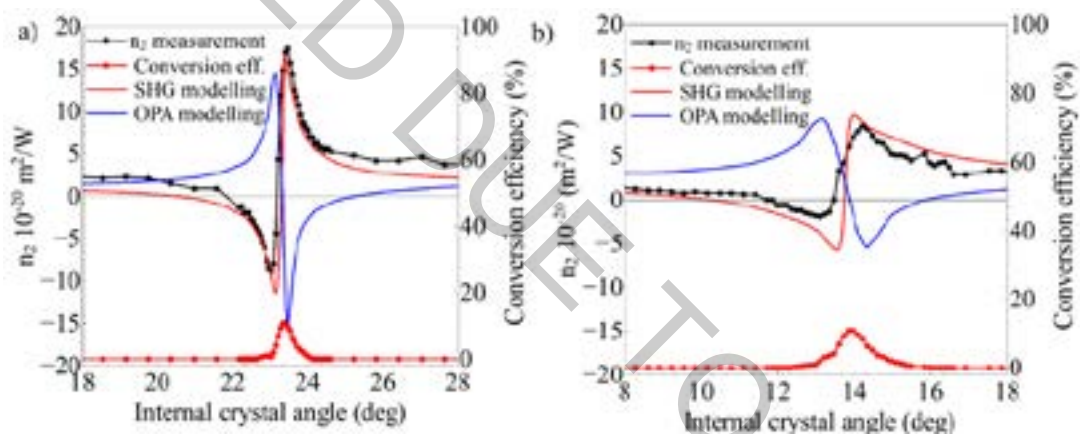 a)
n₂ measurement
Conversion eff.
SHG modelling
OPA modelling
20
15
10
5
0
−5
−10
−15
−20
n₂ 10⁻²⁰ m²/W
100
80
60
40
20
0
Conversion efficiency (%)
18 20 22 24 26 28
Internal crystal angle (deg)
b)
n₂ measurement
Conversion eff.
SHG modelling
OPA modelling
20
15
10
5
0
−5
−10
−15
−20
n₂ 10⁻²⁰ (m²/W)
100
80
60
40
20
0
Conversion efficiency (%)
8 10 12 14 16 18
Internal crystal angle (deg)
D DUE TO